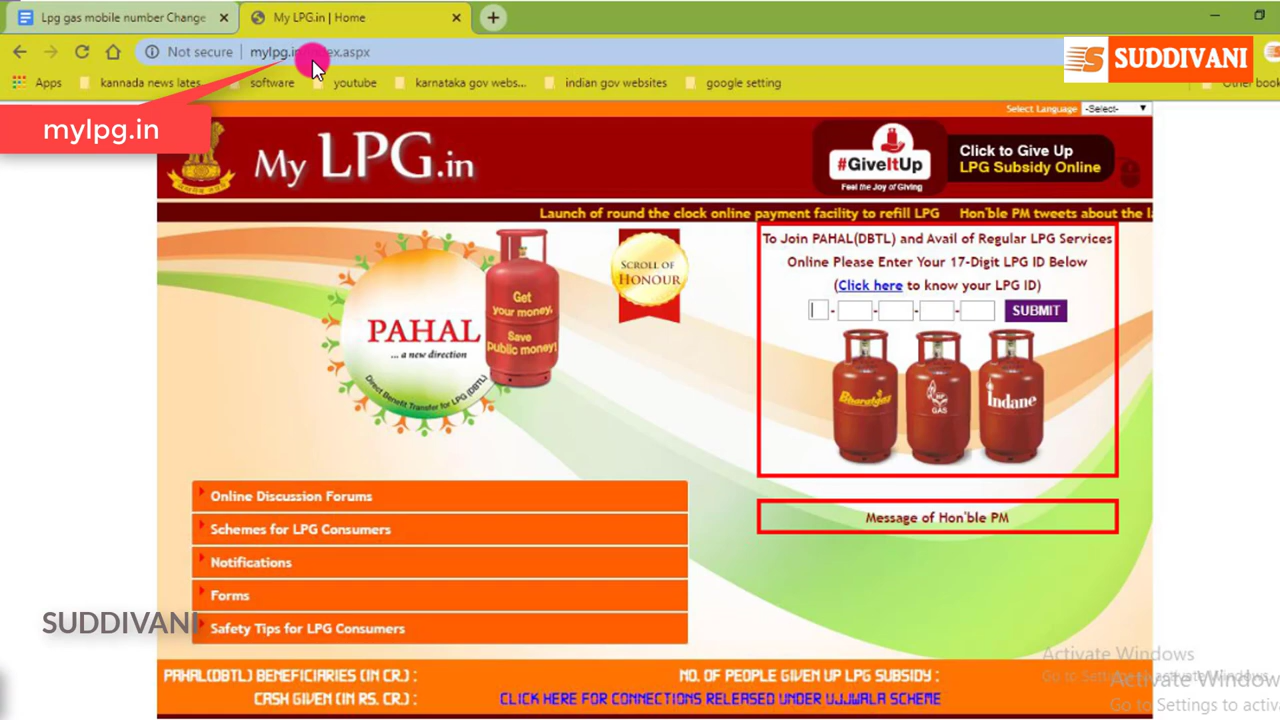 Lpg gas mobile number Change
My LPG.in | Home
Not secure | mylpg.in/index.aspx
SUDDIVANI
Apps
kannada news lates
software
youtube
karnataka gov webs...
indian gov websites
google setting
mylpg.in
Select Language -Select-
My LPG.in
#GiveItUp
Feel the Joy of Giving
Click to Give Up
LPG Subsidy Online
Launch of round the clock online payment facility to refill LPG Hon'ble PM tweets about the
To Join PAHAL(DBTL) and Avail of Regular LPG Services
Online Please Enter Your 17-Digit LPG ID Below
(Click here to know your LPG ID)
- - - - SUBMIT
SCROLL OF
HONOUR
Get
your money,
Save
public money!
PAHAL
... a new direction
Direct Benefit Transfer for LPG (DBTL)
Bharatgas
HP
GAS
Indane
Online Discussion Forums
Schemes for LPG Consumers
Notifications
Forms
Safety Tips for LPG Consumers
Message of Hon'ble PM
SUDDIVANI
PAHAL(DBTL) BENEFICIARIES (IN CR.) :
NO. OF PEOPLE GIVEN UP LPG SUBSIDY :
CASH GIVEN (IN RS. CR.) :
CLICK HERE FOR CONNECTIONS RELEASED UNDER UJJWALA SCHEME
Activate Windows
Activate Window
Go to Settings to activ